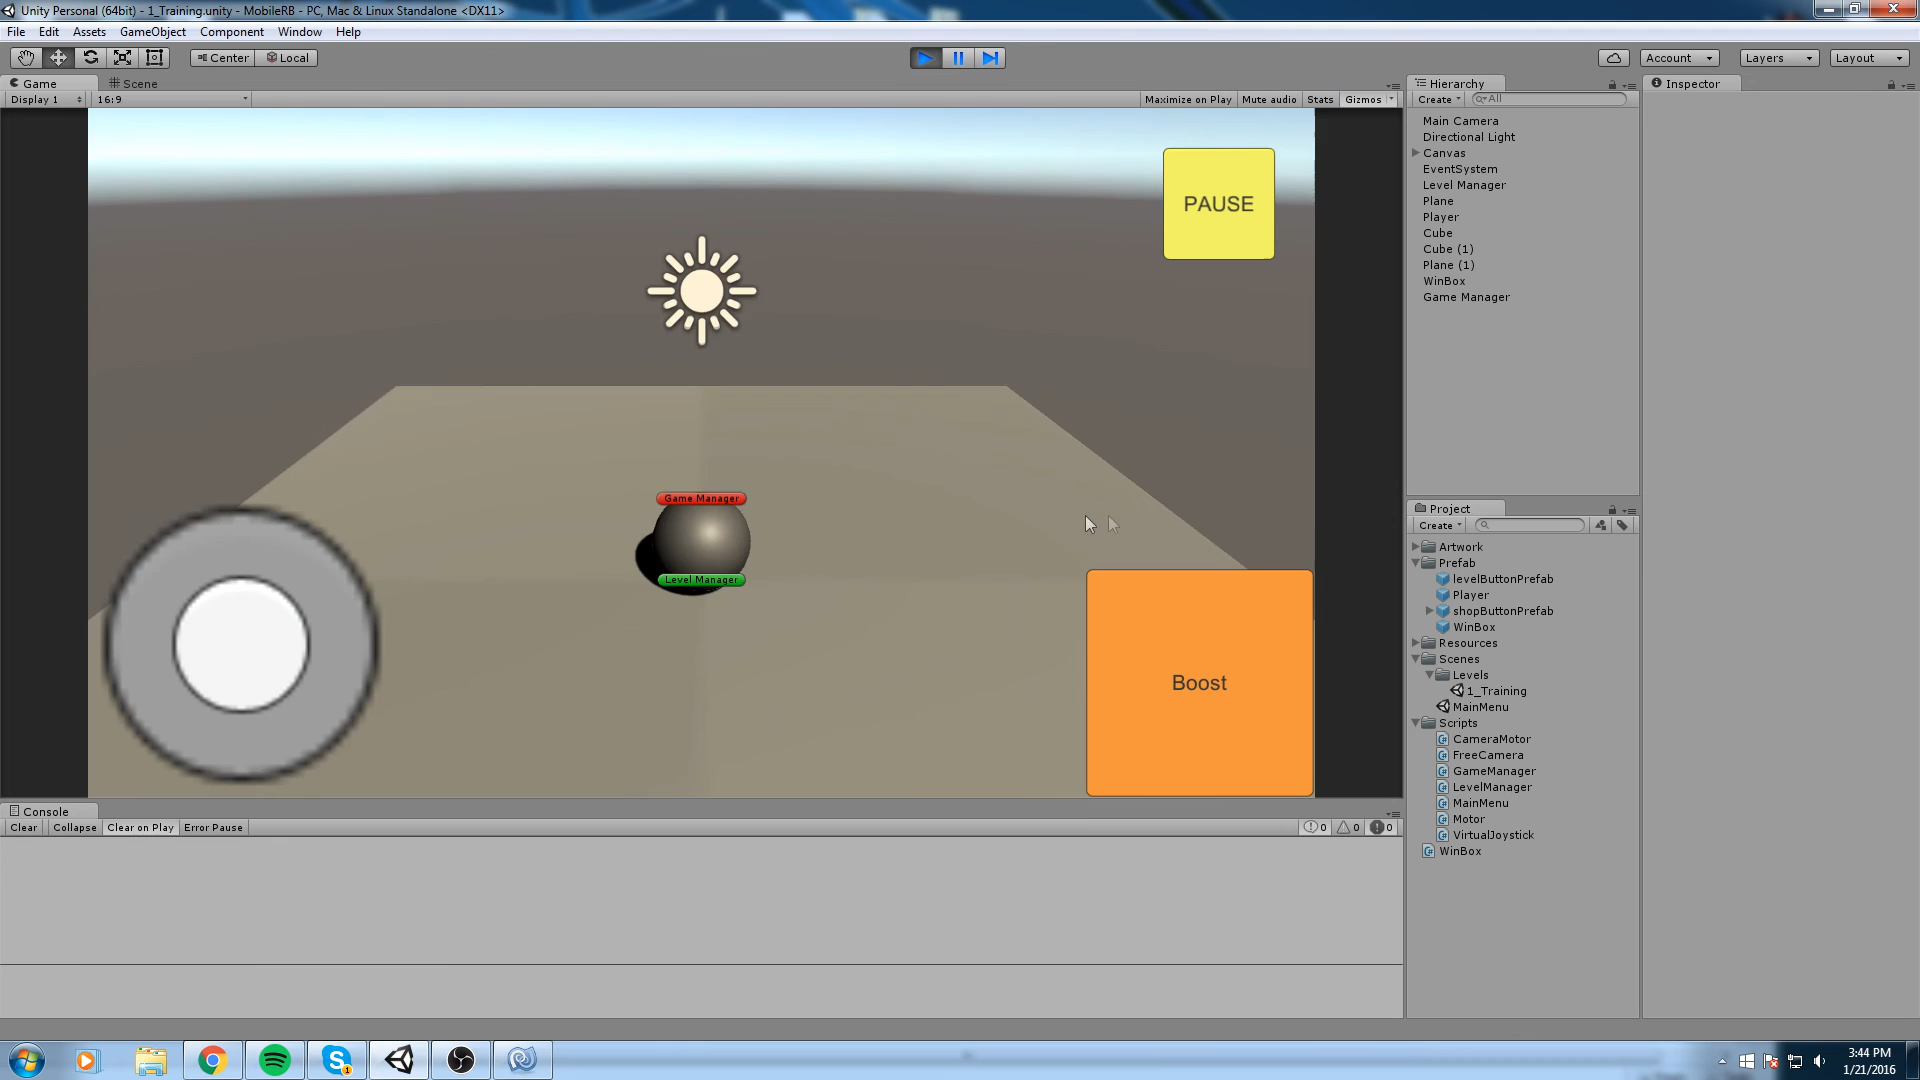 Unity Personal (64bit) - 1_Training.unity - MobileRB - PC, Mac & Linux Standalone <DX11>
File Edit Assets GameObject Component Window Help
Center Local Account Layers Layout
Game Scene
Display 1 16:9 Maximize on Play Mute audio Stats Gizmos
PAUSE
Game Manager
Level Manager
Boost
Console
Clear Collapse Clear on Play Error Pause 0 0 0
Hierarchy
Create All
Main Camera
Directional Light
Canvas
EventSystem
Level Manager
Plane
Player
Cube
Cube (1)
Plane (1)
WinBox
Game Manager
Project
Create
Artwork
Prefab
levelButtonPrefab
Player
shopButtonPrefab
WinBox
Resources
Scenes
Levels
1_Training
MainMenu
Scripts
CameraMotor
FreeCamera
GameManager
LevelManager
MainMenu
Motor
VirtualJoystick
WinBox
Inspector
1
3:44 PM
1/21/2016